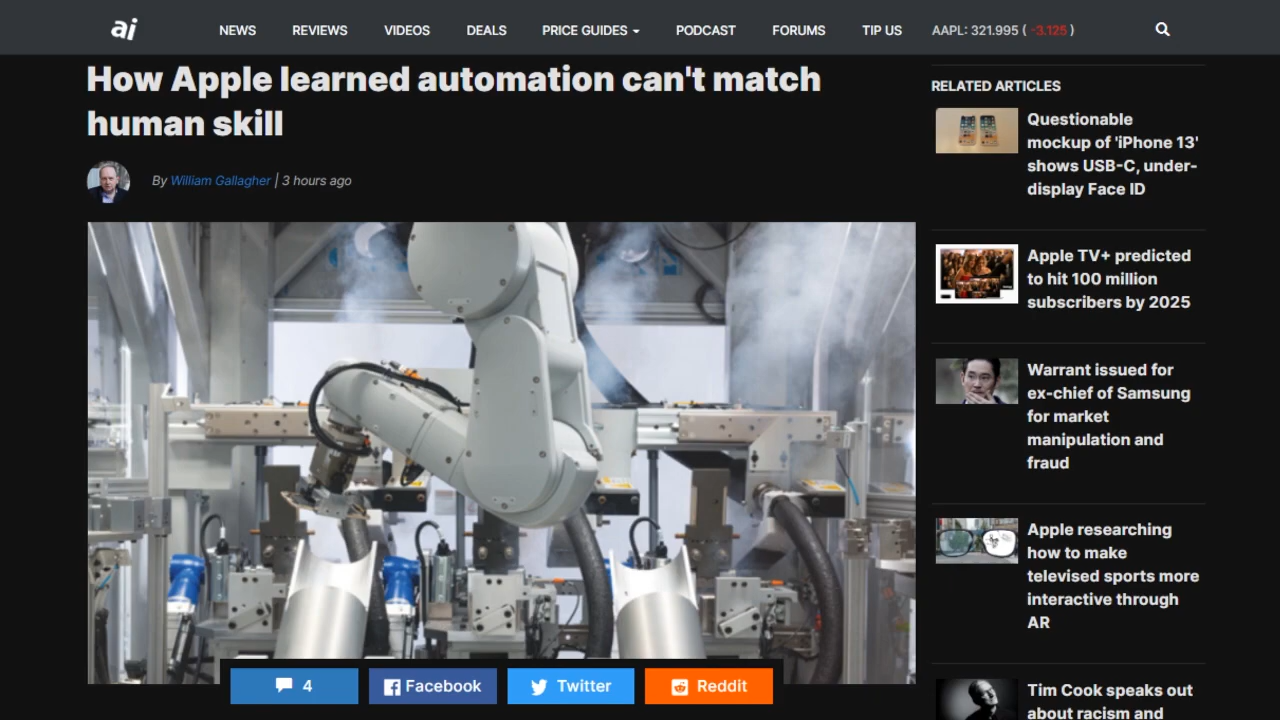 ai NEWS REVIEWS VIDEOS DEALS PRICE GUIDES PODCAST FORUMS TIP US AAPL: 321.995 ( -3.125 )
How Apple learned automation can't match
human skill
By William Gallagher | 3 hours ago
4 Facebook Twitter Reddit
RELATED ARTICLES
Questionable
mockup of 'iPhone 13'
shows USB-C, under-
display Face ID
Apple TV+ predicted
to hit 100 million
subscribers by 2025
Warrant issued for
ex-chief of Samsung
for market
manipulation and
fraud
Apple researching
how to make
televised sports more
interactive through
AR
Tim Cook speaks out
about racism and